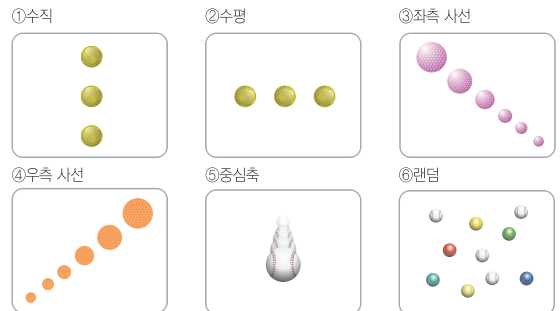 ①수직
②수평
③좌측 사선
④우측 사선
⑤중심축
⑥랜덤